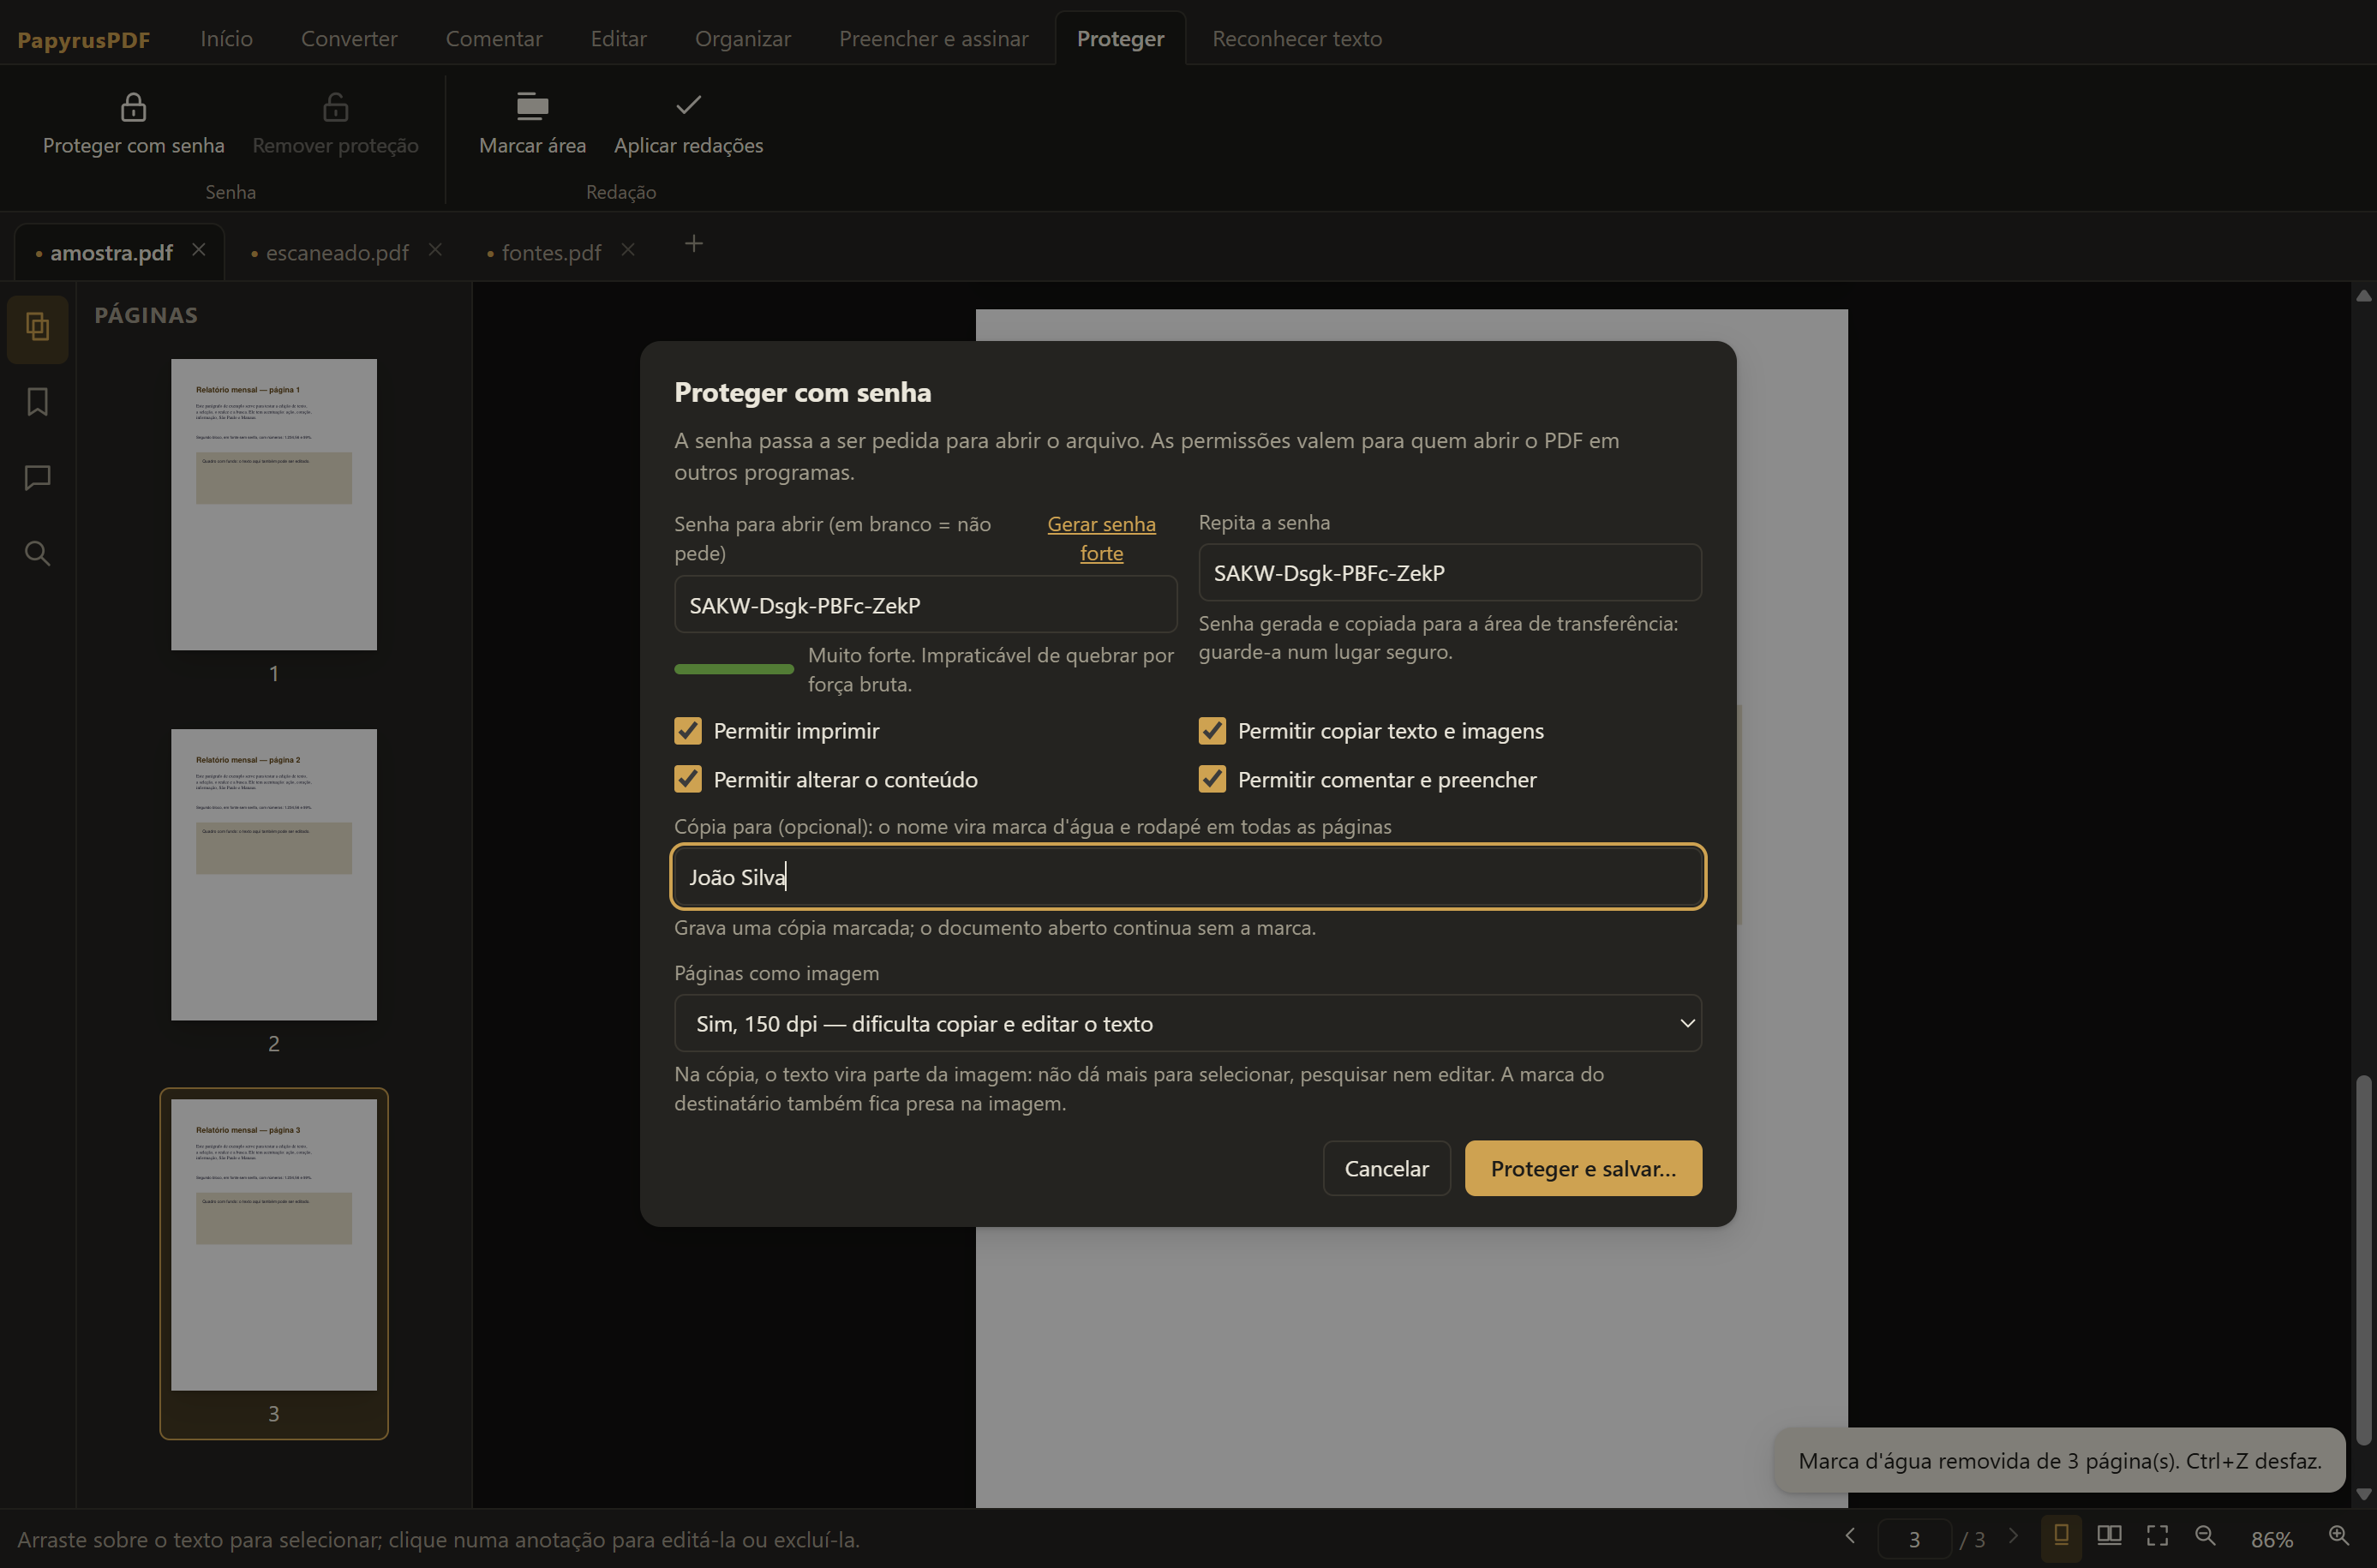 PapyrusPDF
Início
Converter
Comentar
Editar
Organizar
Preencher e assinar
Proteger
Reconhecer texto
Proteger com senha
Remover proteção
Senha
Marcar área
Aplicar redações
Redação
amostra.pdf
escaneado.pdf
fontes.pdf
PÁGINAS
Relatório mensal — página 1
1
Relatório mensal — página 2
2
Relatório mensal — página 3
3
Proteger com senha
A senha passa a ser pedida para abrir o arquivo. As permissões valem para quem abrir o PDF em
outros programas.
Senha para abrir (em branco = não
pede)
Gerar senha
forte
SAKW-Dsgk-PBFc-ZekP
Muito forte. Impraticável de quebrar por
força bruta.
Repita a senha
SAKW-Dsgk-PBFc-ZekP
Senha gerada e copiada para a área de transferência:
guarde-a num lugar seguro.
Permitir imprimir
Permitir copiar texto e imagens
Permitir alterar o conteúdo
Permitir comentar e preencher
Cópia para (opcional): o nome vira marca d'água e rodapé em todas as páginas
João Silva
Grava uma cópia marcada; o documento aberto continua sem a marca.
Páginas como imagem
Sim, 150 dpi — dificulta copiar e editar o texto
Na cópia, o texto vira parte da imagem: não dá mais para selecionar, pesquisar nem editar. A marca do
destinatário também fica presa na imagem.
Cancelar
Proteger e salvar...
Marca d'água removida de 3 página(s). Ctrl+Z desfaz.
Arraste sobre o texto para selecionar; clique numa anotação para editá-la ou excluí-la.
3
/ 3
86%